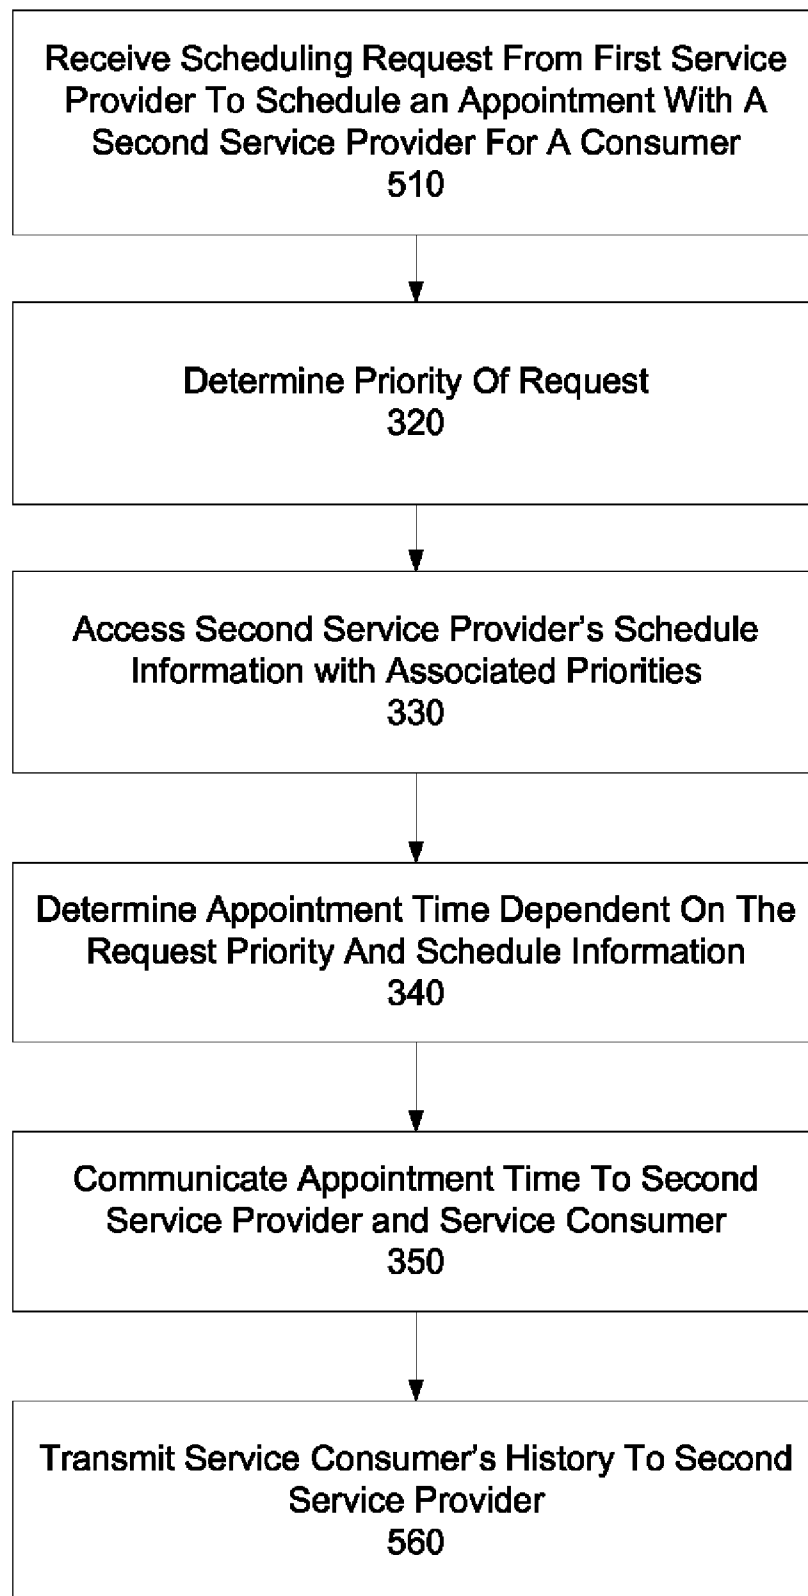 Receive Scheduling Request From First Service
Provider To Schedule an Appointment With A
Second Service Provider For A Consumer
510
Determine Priority Of Request
320
Access Second Service Provider's Schedule
Information with Associated Priorities
330
Determine Appointment Time Dependent On The
Request Priority And Schedule Information
340
Communicate Appointment Time To Second
Service Provider and Service Consumer
350
Transmit Service Consumer's History To Second
Service Provider
560